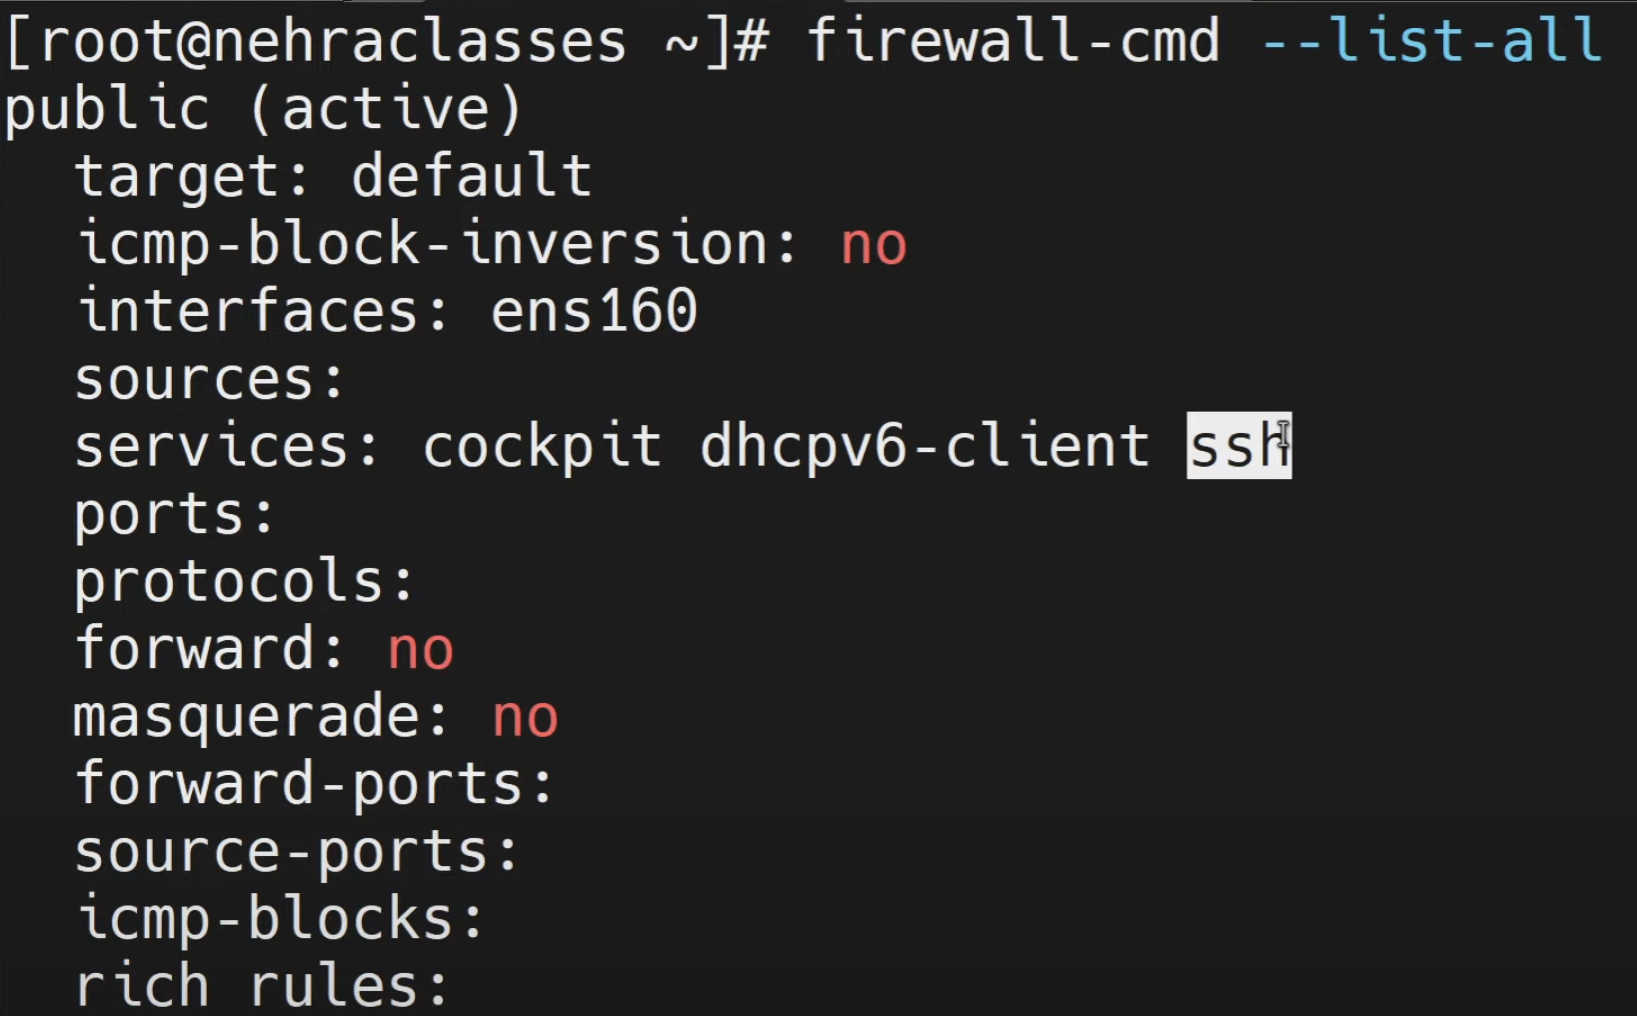 [root@nehraclasses ~]# firewall-cmd --list-all
public (active)
  target: default
  icmp-block-inversion: no
  interfaces: ens160
  sources:
  services: cockpit dhcpv6-client ssh
  ports:
  protocols:
  forward: no
  masquerade: no
  forward-ports:
  source-ports:
  icmp-blocks:
  rich rules: